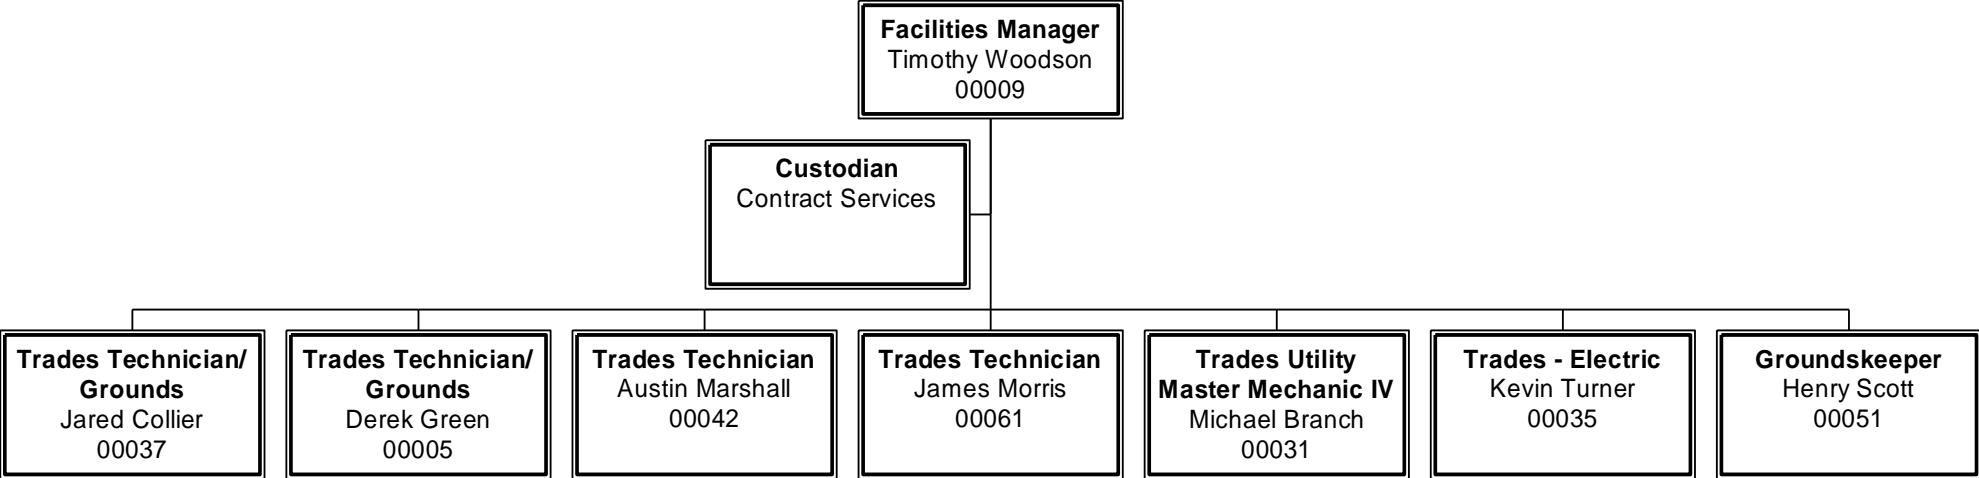 Facilities Manager
Timothy Woodson
00009
Custodian
Contract Services
Trades Technician/
Grounds
Jared Collier
00037
Trades Technician/
Grounds
Derek Green
00005
Trades Technician
Austin Marshall
00042
Trades Technician
James Morris
00061
Trades Utility
Master Mechanic IV
Michael Branch
00031
Trades - Electric
Kevin Turner
00035
Groundskeeper
Henry Scott
00051